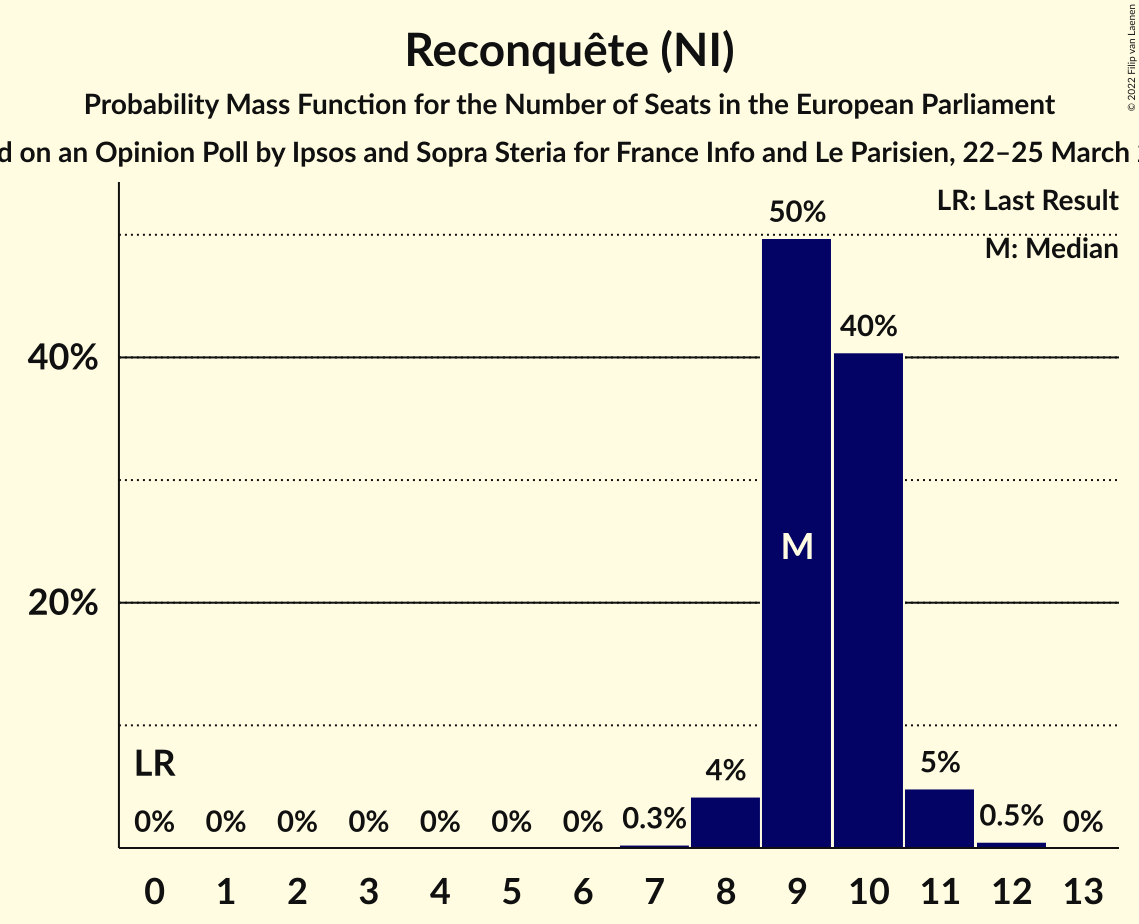 Reconquête (NI)
Probability Mass Function for the Number of Seats in the European Parliament
on an Opinion Poll by Ipsos and Sopra Steria for France Info and Le Parisien, 22–25 March
© 2022 Filip van Laenen
LR: Last Result
M: Median
50%
40%
40%
M
20%
LR
0% 0% 0% 0% 0% 0% 0% 0.3% 4% 5% 0.5% 0%
0 1 2 3 4 5 6 7 8 9 10 11 12 13